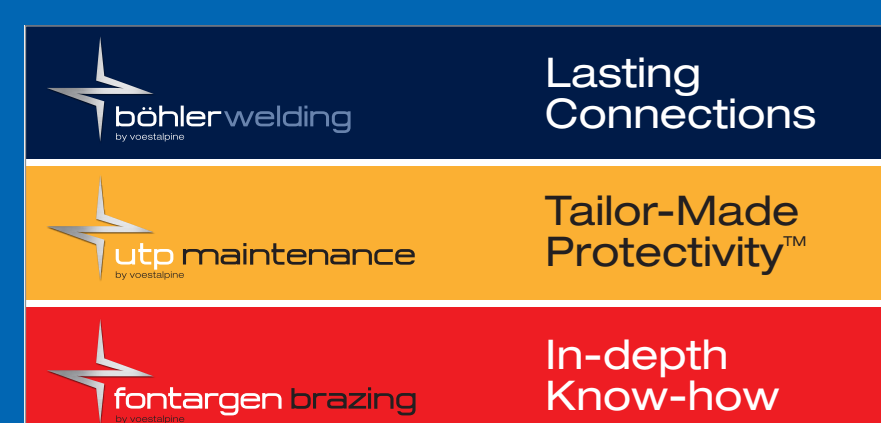 böhlerwelding
by voestalpine
Lasting
Connections
utp maintenance
by voestalpine
Tailor-Made
Protectivity™
fontargen brazing
by voestalpine
In-depth
Know-how